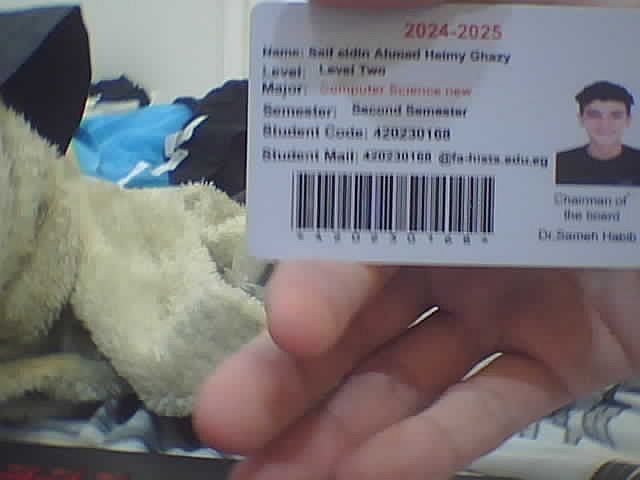 2024-2025
Name: Saif eldin Ahmed Helmy Ghazy
Level: Level Two
Major: Computer Science new
Semester: Second Semester
Student Code: 420230168
Student Mail: 420230168 @fa-hists.edu.eg
*420230168*
Chairman of
the board
Dr.Sameh Habib